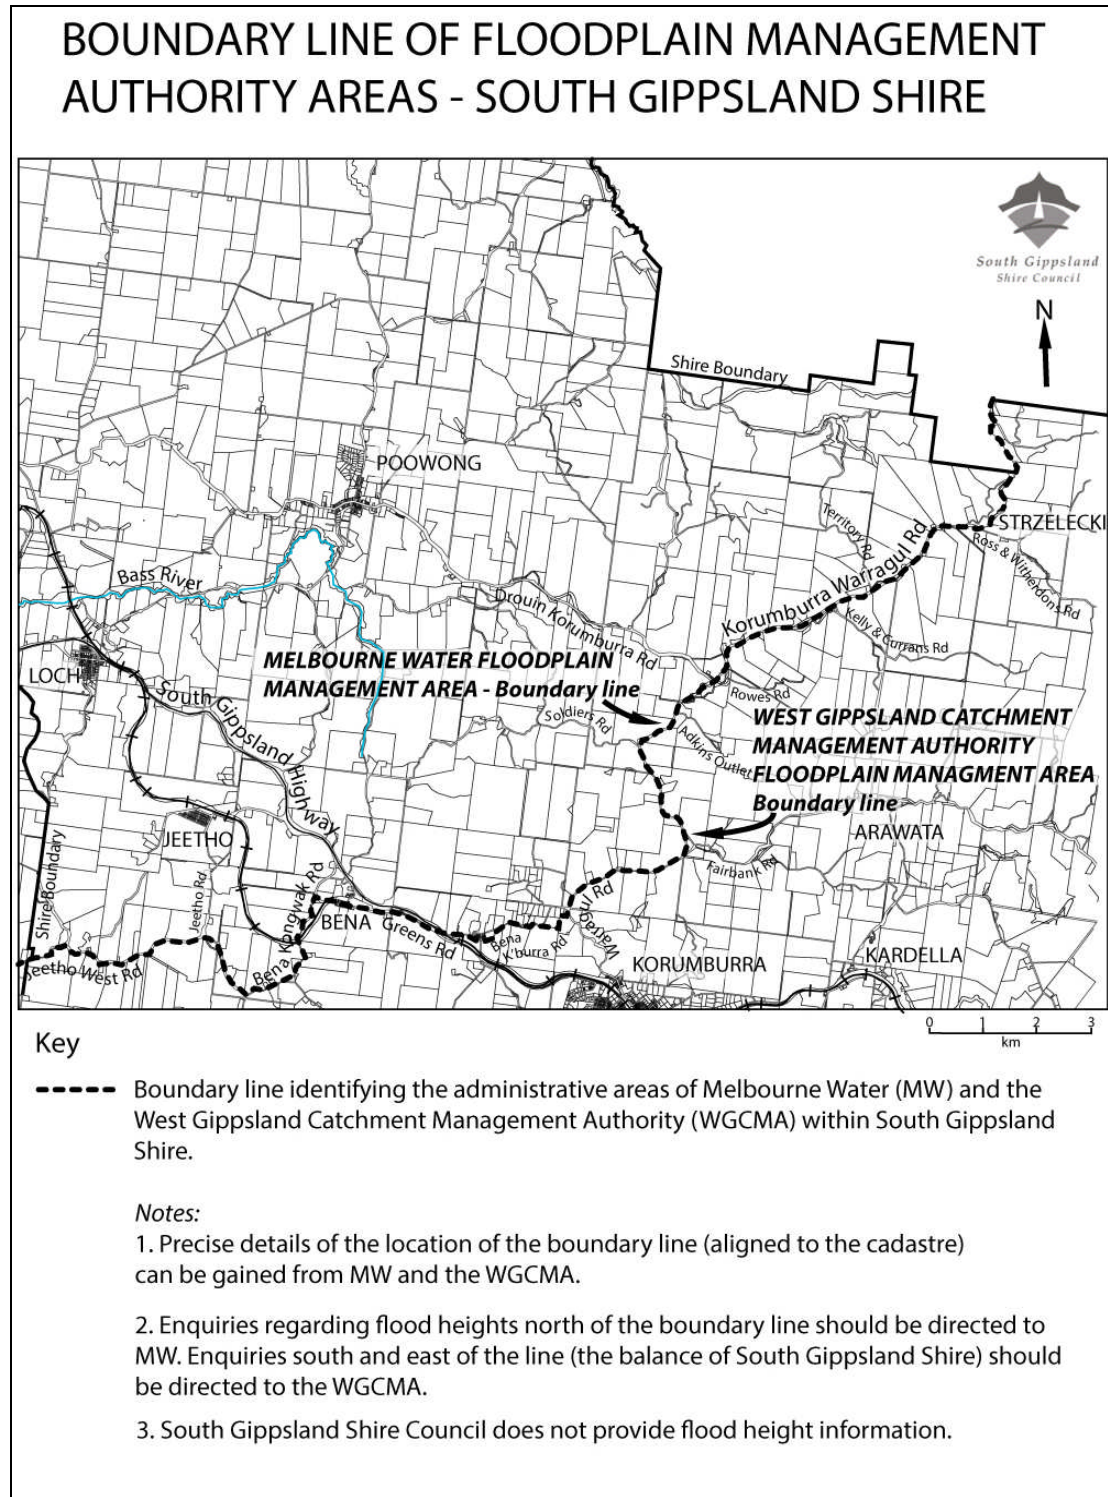 BOUNDARY LINE OF FLOODPLAIN MANAGEMENT
AUTHORITY AREAS - SOUTH GIPPSLAND SHIRE
South Gippsland
Shire Council
N
Shire Boundary
POOWONG
Territory Rd
STRZELECKI
Ross & Witherdons Rd
Bass River
Drouin Korumburra Rd
Korumburra Warragul Rd
Kelly & Currans Rd
LOCH
MELBOURNE WATER FLOODPLAIN
MANAGEMENT AREA - Boundary line
Rowes Rd
South Gippsland Highway
Soldiers Rd
Adkins Outlet
WEST GIPPSLAND CATCHMENT
MANAGEMENT AUTHORITY
FLOODPLAIN MANAGMENT AREA
Boundary line
JEETHO
ARAWATA
Shire Boundary
Jeetho Rd
Fairbank Rd
Bena Kongwak Rd
BENA
Greens Rd
Bena
K'burra Rd
Warragul Rd
Jeetho West Rd
KORUMBURRA
KARDELLA
0 1 2 3
km
Key
Boundary line identifying the administrative areas of Melbourne Water (MW) and the
West Gippsland Catchment Management Authority (WGCMA) within South Gippsland
Shire.
Notes:
1. Precise details of the location of the boundary line (aligned to the cadastre)
can be gained from MW and the WGCMA.
2. Enquiries regarding flood heights north of the boundary line should be directed to
MW. Enquiries south and east of the line (the balance of South Gippsland Shire) should
be directed to the WGCMA.
3. South Gippsland Shire Council does not provide flood height information.